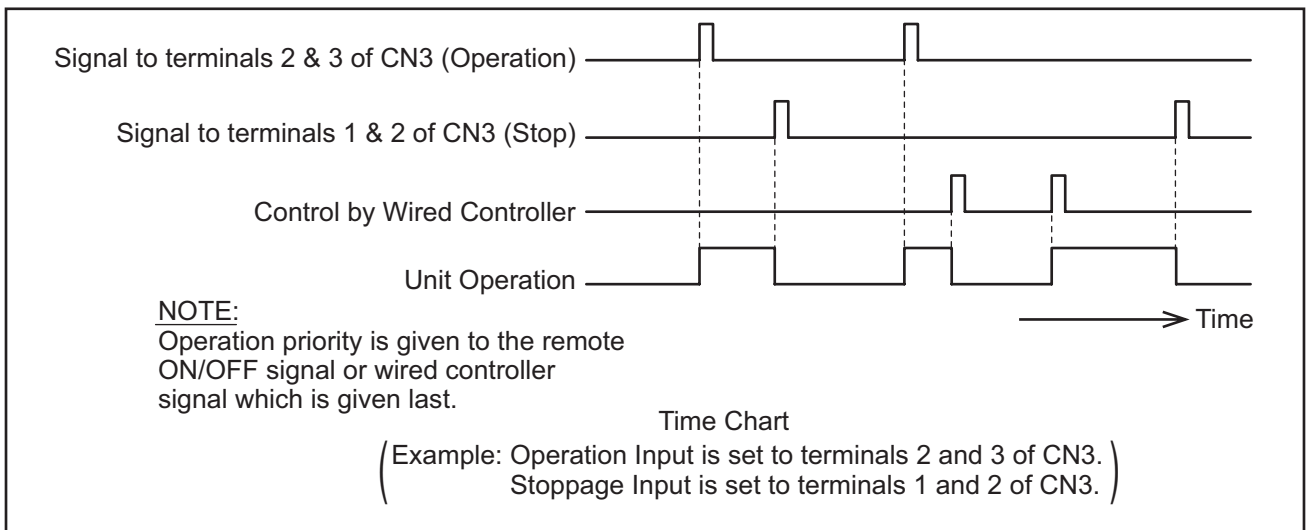 Signal to terminals 2 & 3 of CN3 (Operation)
Signal to terminals 1 & 2 of CN3 (Stop)
Control by Wired Controller
Unit Operation
Time
NOTE:
Operation priority is given to the remote
ON/OFF signal or wired controller
signal which is given last.
Time Chart
(Example: Operation Input is set to terminals 2 and 3 of CN3.
Stoppage Input is set to terminals 1 and 2 of CN3.)